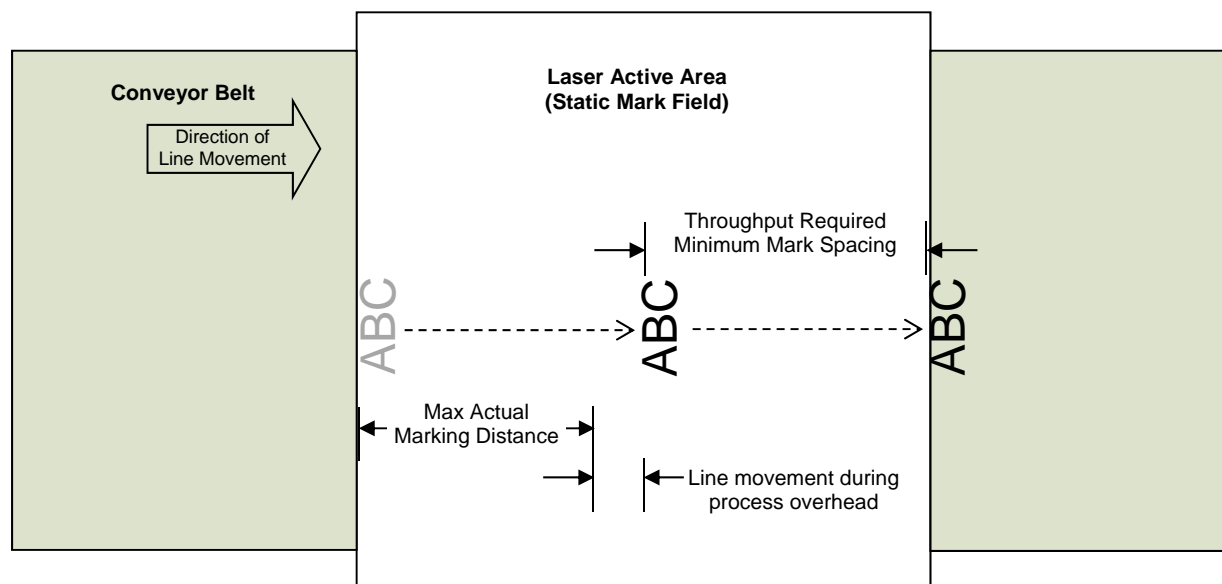 Laser Active Area
(Static Mark Field)
Conveyor Belt
Direction of
Line Movement
Throughput Required
Minimum Mark Spacing
ABC
ABC
ABC
Max Actual
Marking Distance
Line movement during
process overhead